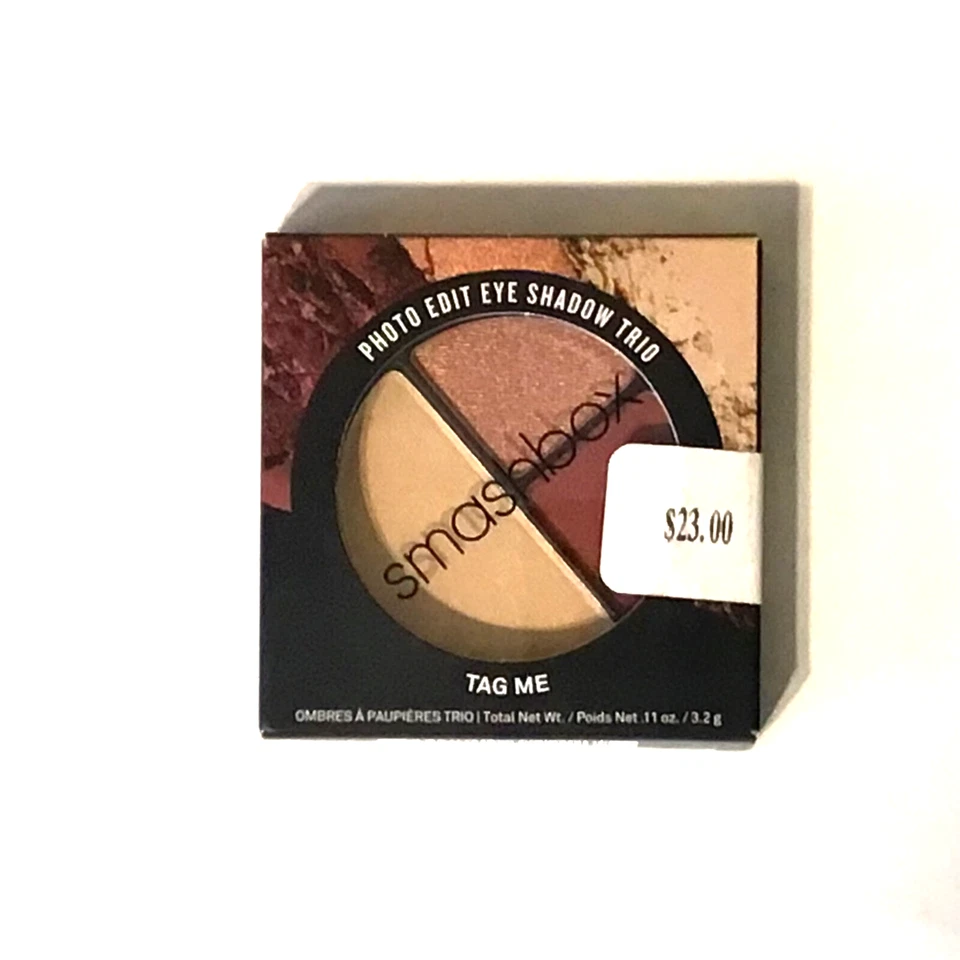 PHOTO EDIT EYE SHADOW TRIO
smashbox
$23.00
TAG ME
OMBRES À PAUPIÈRES TRIO | Total Net Wt. / Poids Net .11 oz. / 3.2 g